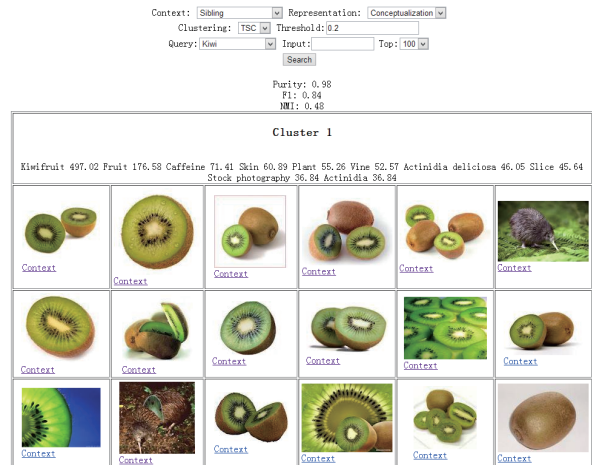 Context: Sibling Representation: Conceptualization
Clustering: TSC Threshold: 0.2
Query: Kiwi Input: Top: 100
Search
Purity: 0.98
F1: 0.84
NMI: 0.48
Cluster 1
Kiwifruit 497.02 Fruit 176.58 Caffeine 71.41 Skin 60.89 Plant 55.26 Vine 52.57 Actinidia deliciosa 46.05 Slice 45.64
Stock photography 36.84 Actinidia 36.84
Context Context Context Context Context Context
Context Context Context Context Context Context
Context Context Context Context Context Context